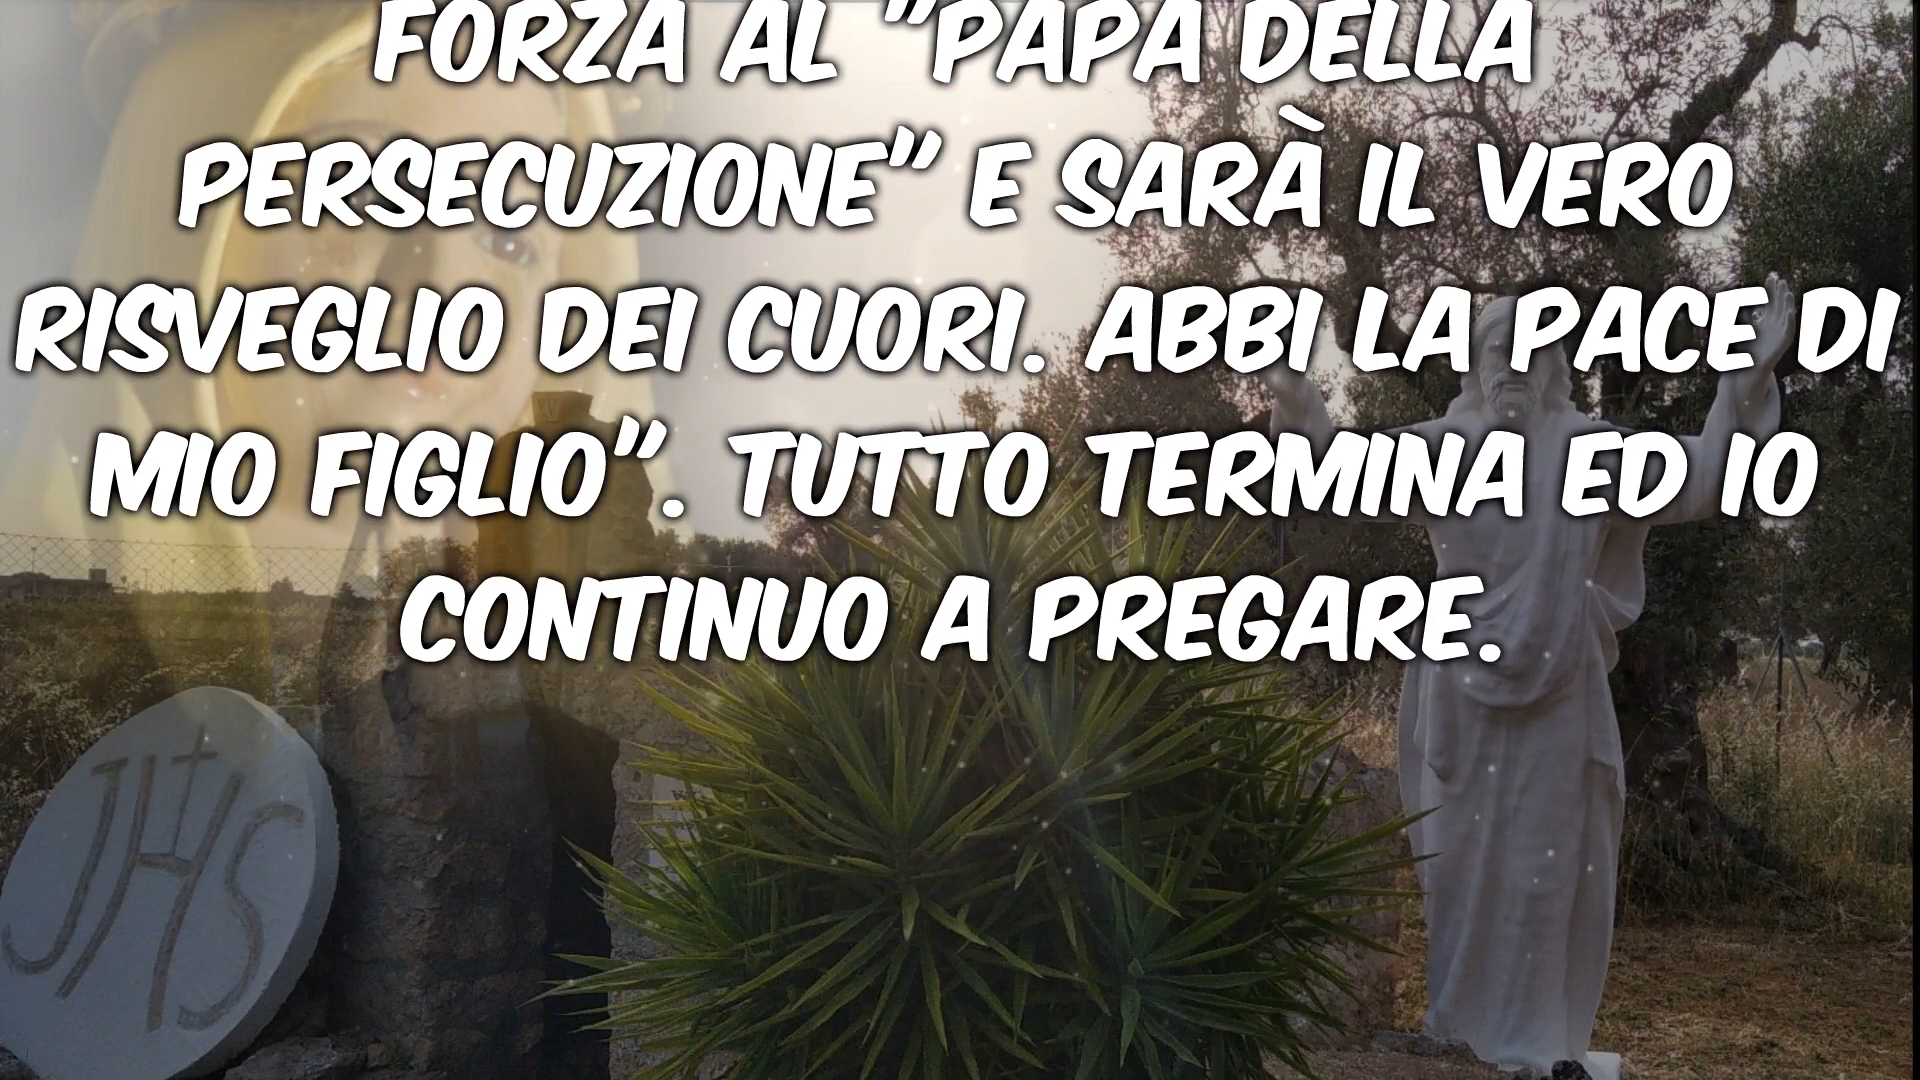 FORZA AL "PAPA DELLA
PERSECUZIONE" E SARÀ IL VERO
RISVEGLIO DEI CUORI. ABBI LA PACE DI
MIO FIGLIO". TUTTO TERMINA ED IO
CONTINUO A PREGARE.
JHS